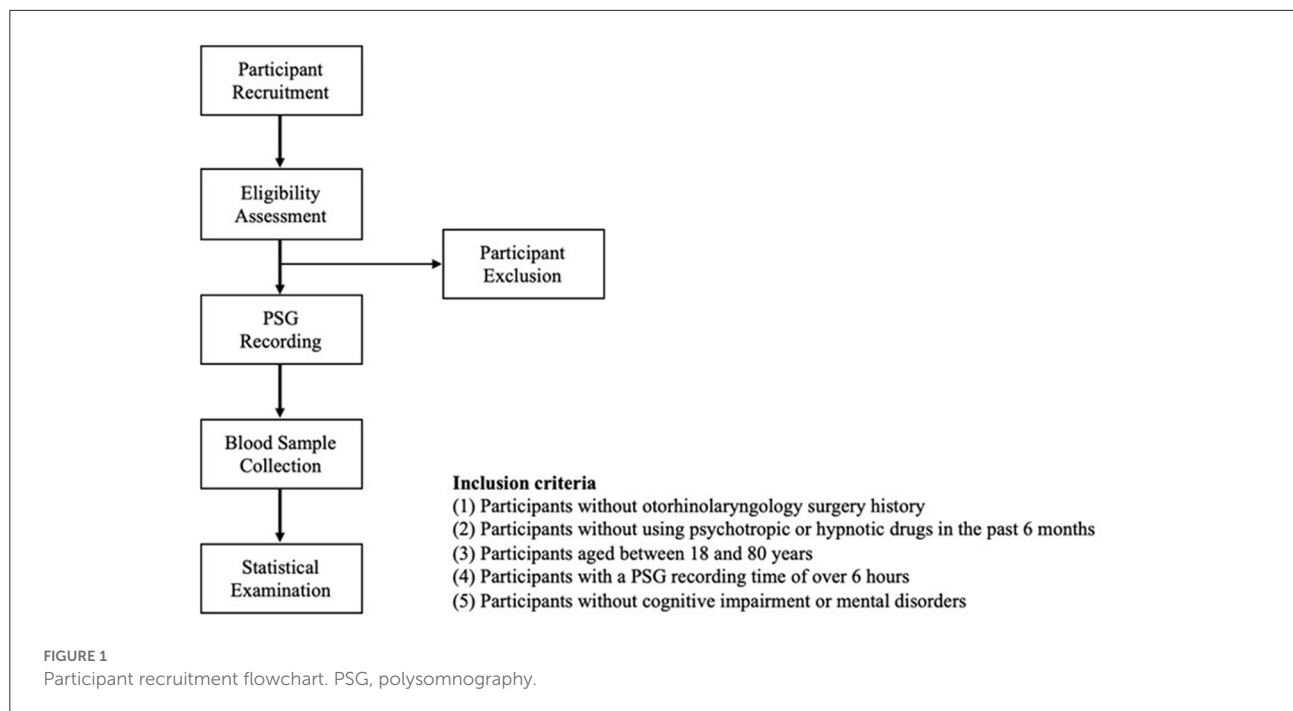 Participant
Recruitment
Eligibility
Assessment
Participant
Exclusion
PSG
Recording
Blood Sample
Collection
Statistical
Examination
Inclusion criteria
(1) Participants without otorhinolaryngology surgery history
(2) Participants without using psychotropic or hypnotic drugs in the past 6 months
(3) Participants aged between 18 and 80 years
(4) Participants with a PSG recording time of over 6 hours
(5) Participants without cognitive impairment or mental disorders
FIGURE 1
Participant recruitment flowchart. PSG, polysomnography.